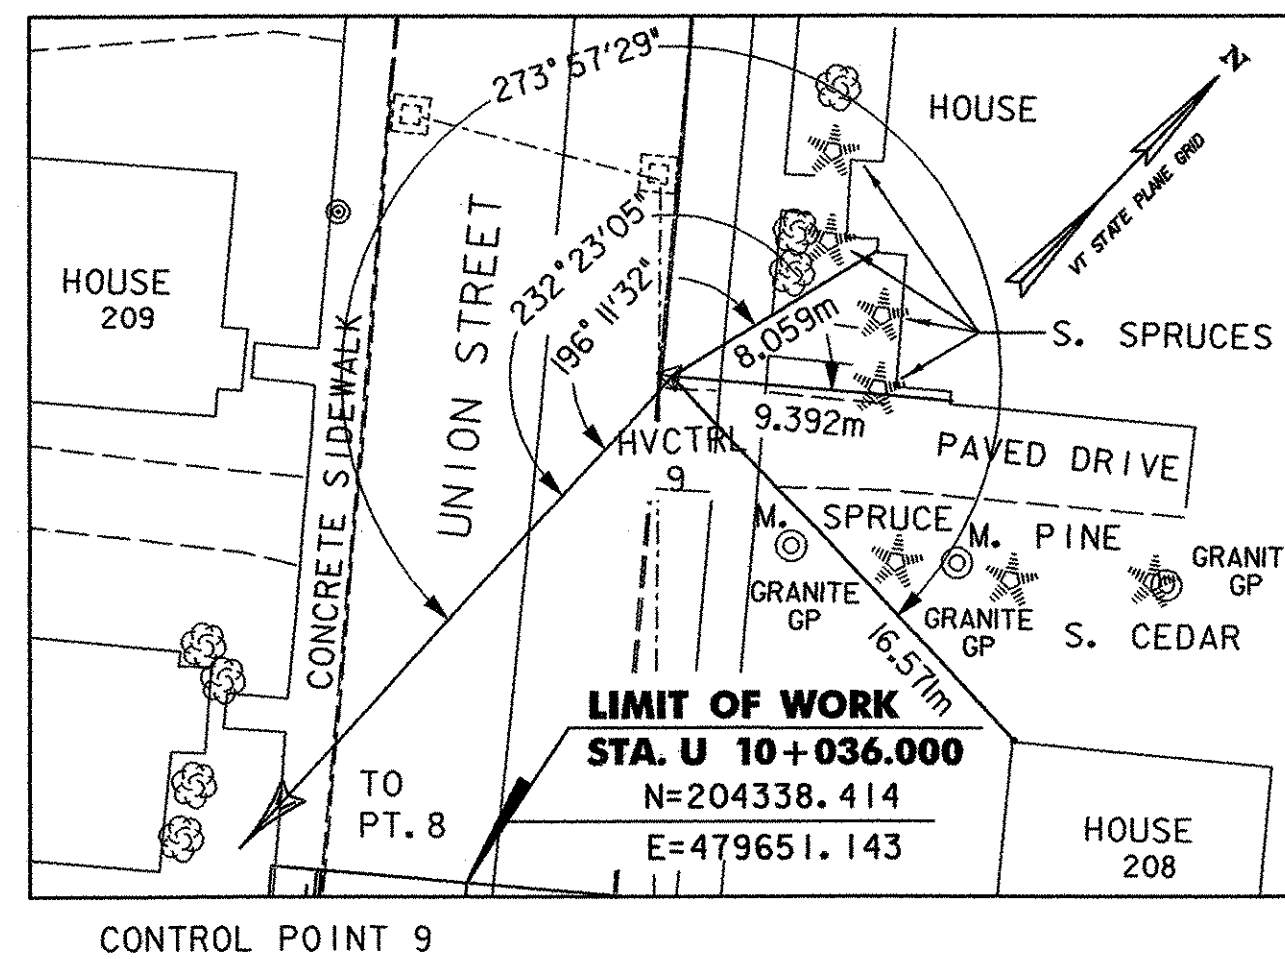 273° 57'29"
HOUSE
N
VT STATE PLANE GRID
HOUSE
209
UNION STREET
232° 23'05"
196° 11'32"
8.059m
S. SPRUCES
CONCRETE SIDEWALK
9.392m
HVCTRL
9
PAVED DRIVE
M. SPRUCE
M. PINE
GRANITE
GP
GRANITE
GP
GRANIT
GP
S. CEDAR
16.571m
LIMIT OF WORK
STA. U 10+036.000
N=204338.414
E=479651.143
TO
PT. 8
HOUSE
208
CONTROL POINT 9